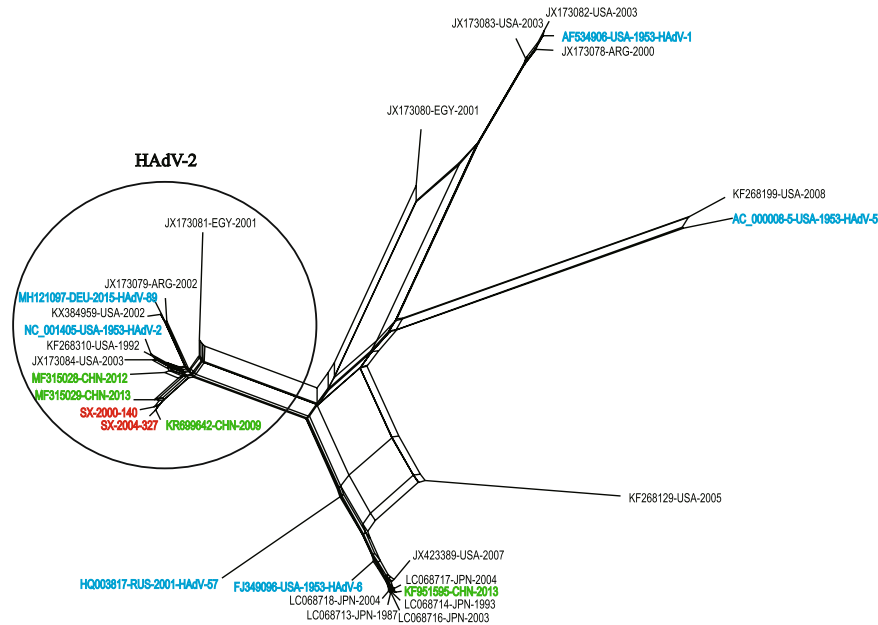 JX173082-USA-2003
JX173083-USA-2003
AF534906-USA-1953-HAdV-1
JX173078-ARG-2000
JX173080-EGY-2001
HAdV-2
KF268199-USA-2008
AC_000008-5-USA-1953-HAdV-5
JX173081-EGY-2001
JX173079-ARG-2002
MH121097-DEU-2015-HAdV-89
KX384959-USA-2002
NC_001405-USA-1953-HAdV-2
KF268310-USA-1992
JX173084-USA-2003
MF315028-CHN-2012
MF315029-CHN-2013
SX-2000-140
SX-2004-327
KR699642-CHN-2009
KF268129-USA-2005
JX423389-USA-2007
HQ003817-RUS-2001-HAdV-57
FJ349096-USA-1953-HAdV-6
LC068717-JPN-2004
KF951595-CHN-2013
LC068718-JPN-2004
LC068714-JPN-1993
LC068713-JPN-1987
LC068716-JPN-2003